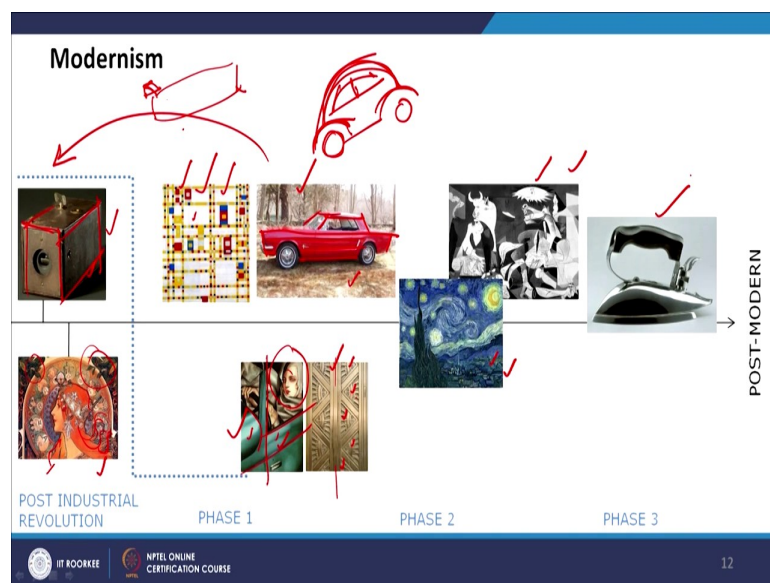 Modernism
POST-MODERN
POST INDUSTRIAL
REVOLUTION
PHASE 1
PHASE 2
PHASE 3
IIT ROORKEE
NPTEL ONLINE
CERTIFICATION COURSE
12